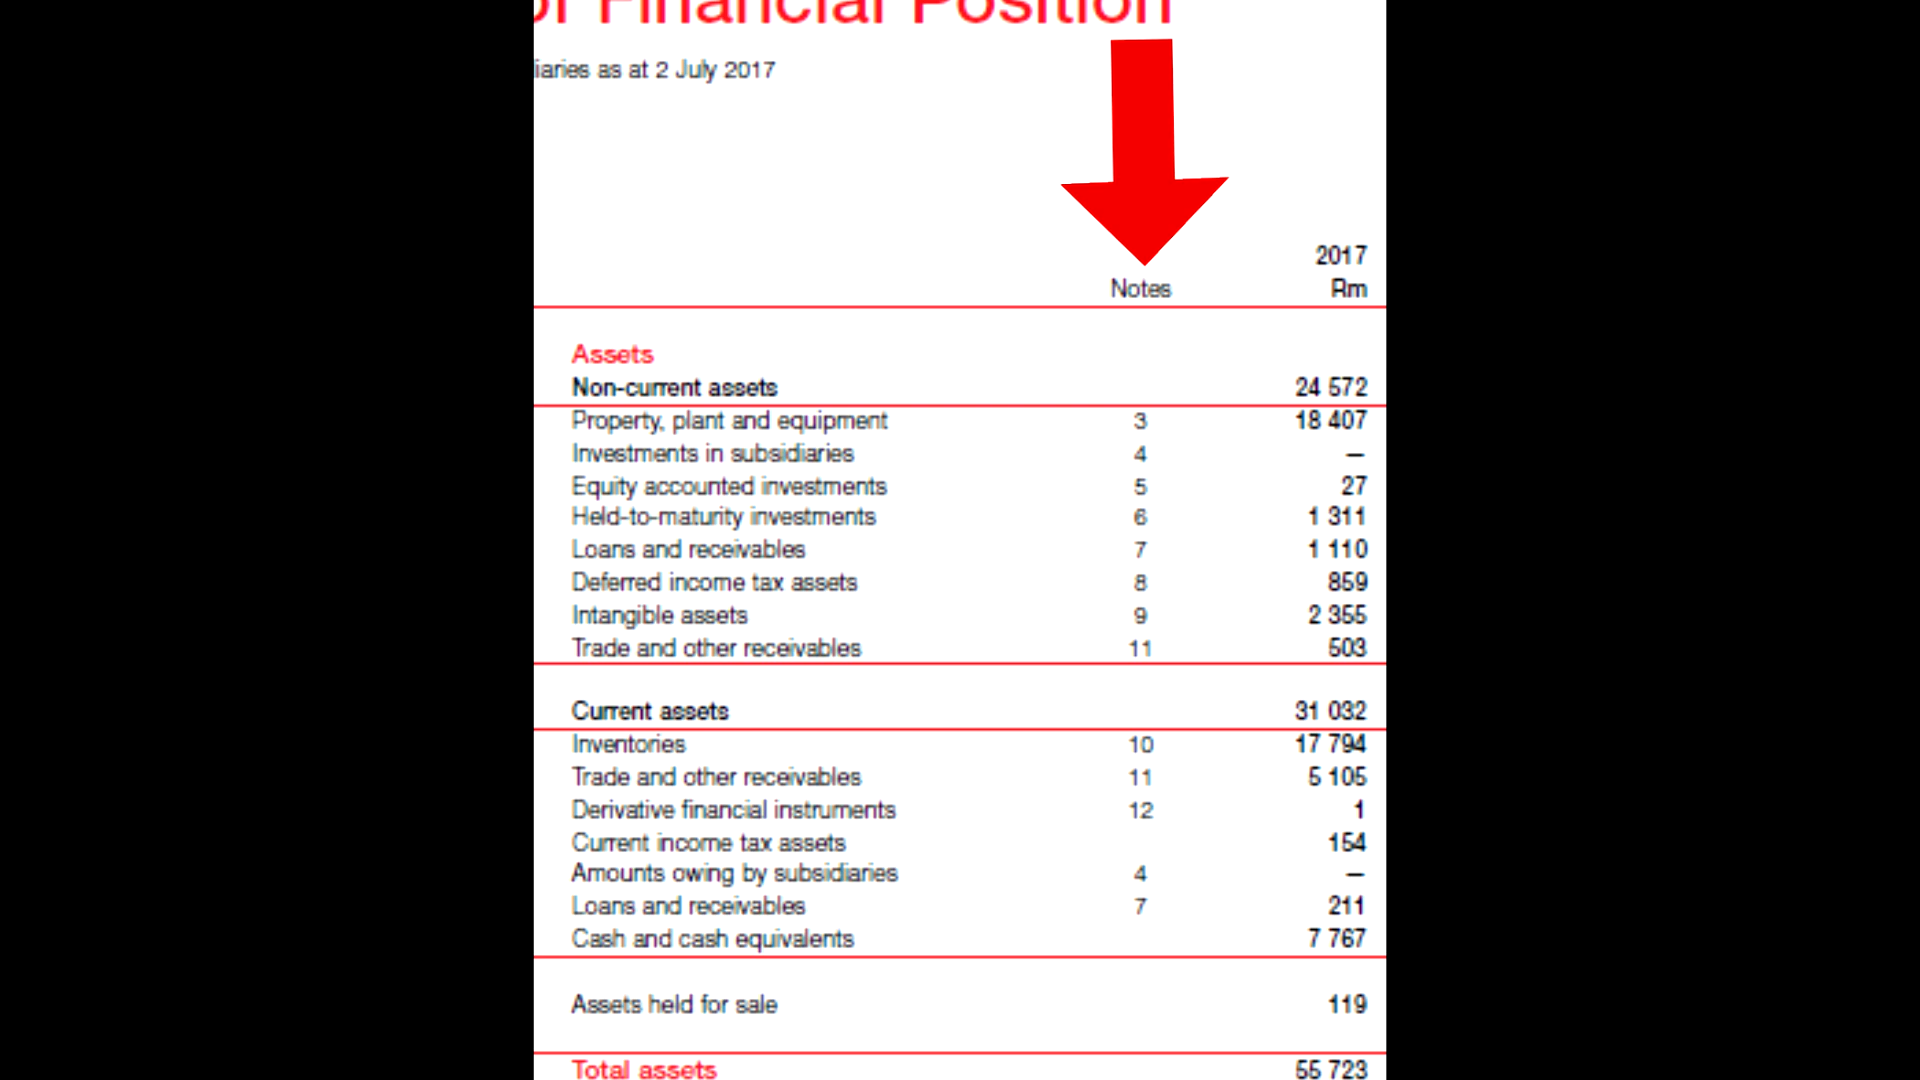 of Financial Position
iaries as at 2 July 2017
2017
Notes Rm
Assets
Non-current assets 24 572
Property, plant and equipment 3 18 407
Investments in subsidiaries 4 –
Equity accounted investments 5 27
Held-to-maturity investments 6 1 311
Loans and receivables 7 1 110
Deferred income tax assets 8 859
Intangible assets 9 2 355
Trade and other receivables 11 503
Current assets 31 032
Inventories 10 17 794
Trade and other receivables 11 5 105
Derivative financial instruments 12 1
Current income tax assets 154
Amounts owing by subsidiaries 4 –
Loans and receivables 7 211
Cash and cash equivalents 7 767
Assets held for sale 119
Total assets 55 723